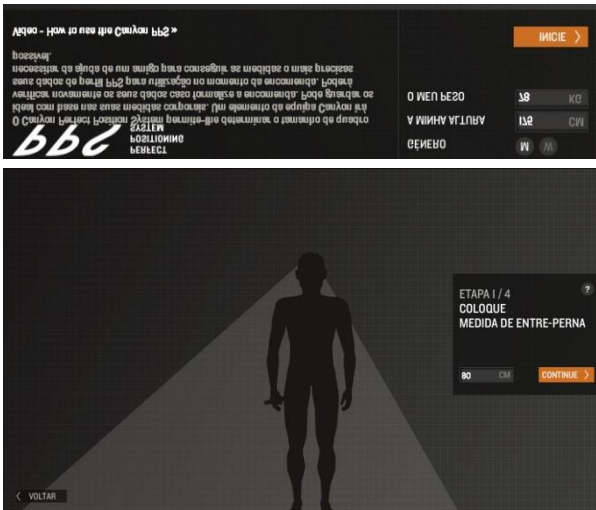 PPS
PERFECT
POSITIONING
SYSTEM
O Canyon Perfect Position System permite-lhe determinar o tamanho de quadro
ideal com base nas suas medidas corporais. Um elemento da equipa Canyon irá
verificar novamente os seus dados caso formalize a encomenda. Pode guardar os
seus dados de perfil PPS para utilização no momento da encomenda. Poderá
necessitar da ajuda de um amigo para conseguir as medidas o mais precisas
possível.
Video - How to use the Canyon PPS »
GÉNERO M W
A MINHA ALTURA 175 CM
O MEU PESO 78 KG
INICIE >
ETAPA 1 / 4 ?
COLOQUE
MEDIDA DE ENTRE-PERNA
80 CM CONTINUE >
< VOLTAR